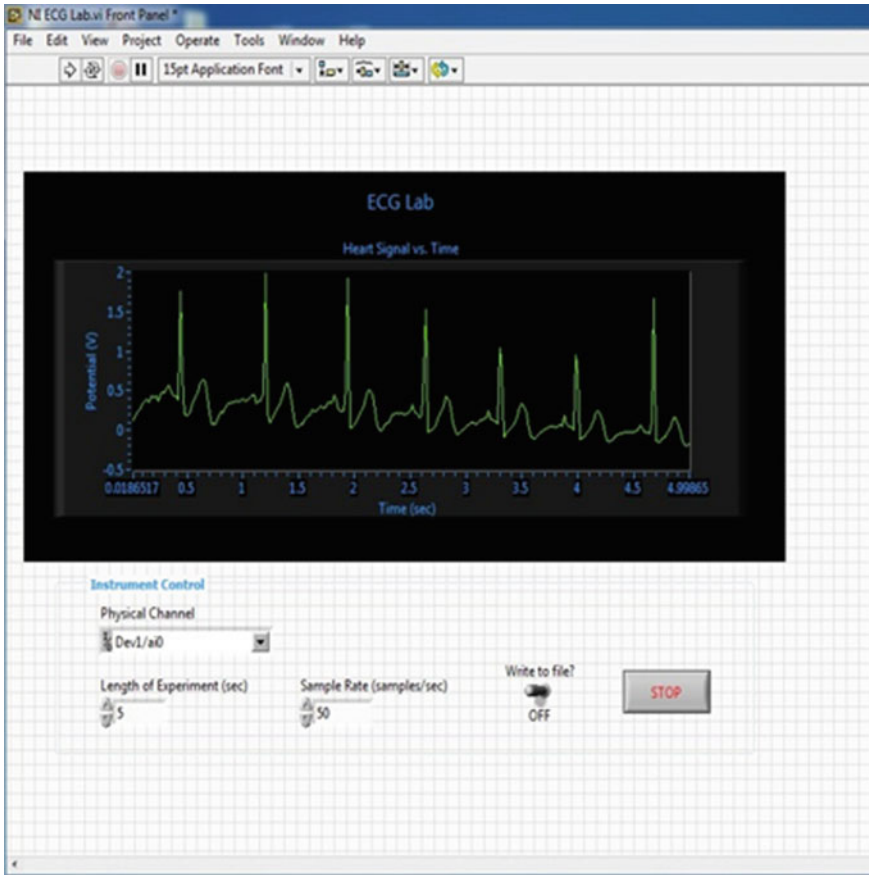 NI ECG Lab.vi Front Panel *
File Edit View Project Operate Tools Window Help
15pt Application Font
ECG Lab
Heart Signal vs. Time
Potential (V)
2
1.5
1
0.5
0
-0.5
0.0186517 0.5 1 1.5 2 2.5 3 3.5 4 4.5 4.99865
Time (sec)
Instrument Control
Physical Channel
Dev1/ai0
Length of Experiment (sec) Sample Rate (samples/sec) Write to file?
5 50 OFF STOP